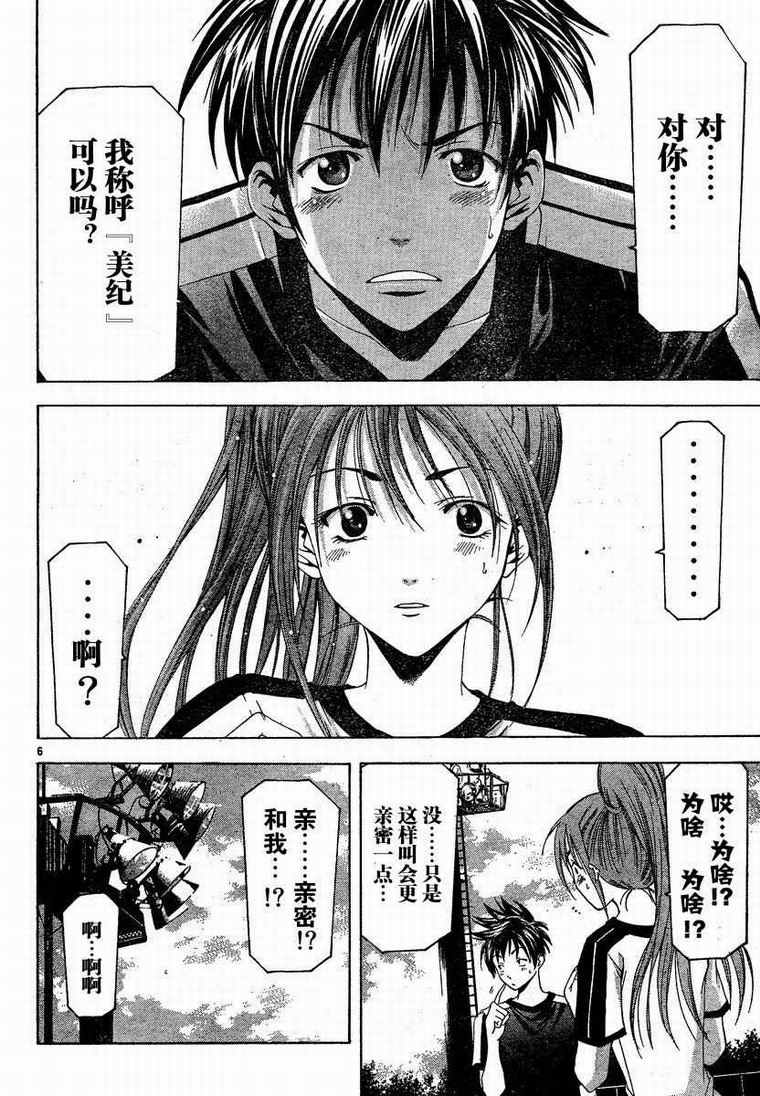 对……
对你……
我称呼『美纪』
可以吗？
…………
……啊？
6
哎…为啥!?
为啥 为啥!?
没……只是
这样叫会更
亲密一点…
亲……亲密!?
和我…!?
啊…啊啊